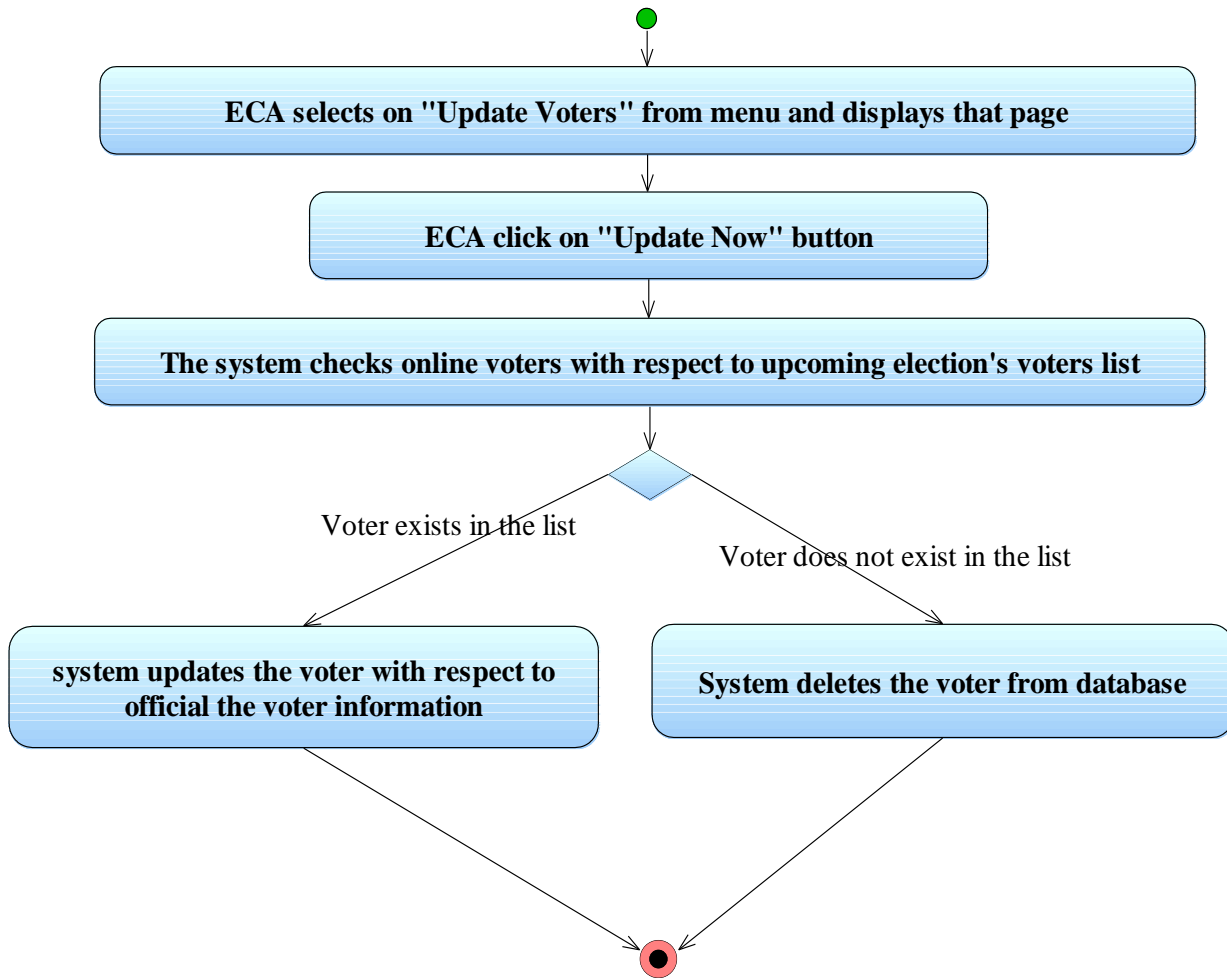 ECA selects on "Update Voters" from menu and displays that page
ECA click on "Update Now" button
The system checks online voters with respect to upcoming election's voters list
Voter exists in the list
Voter does not exist in the list
system updates the voter with respect to
official the voter information
System deletes the voter from database